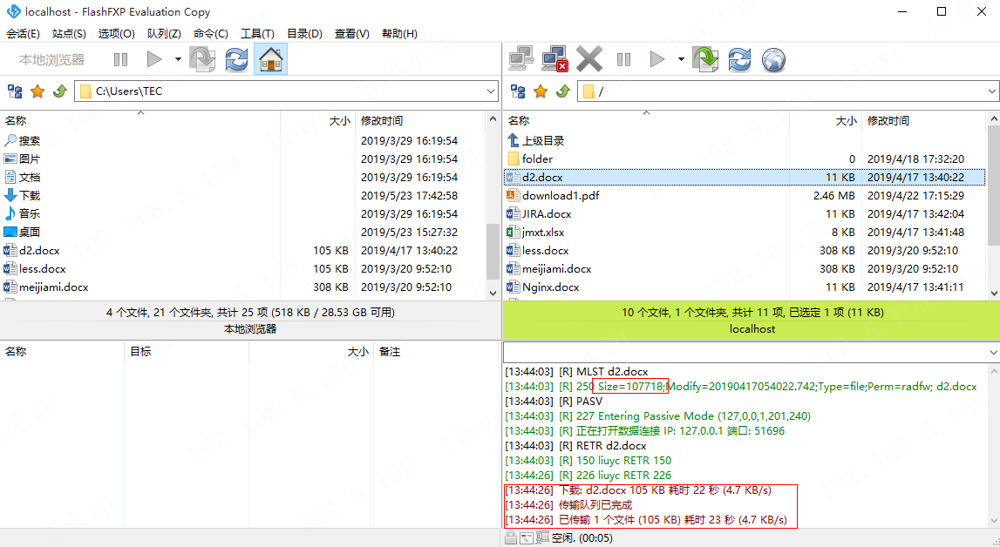 localhost - FlashFXP Evaluation Copy
会话(E) 站点(S) 选项(O) 队列(Z) 命令(C) 工具(T) 目录(D) 查看(V) 帮助(H)
本地浏览器
C:\Users\TEC
名称 大小 修改时间
搜索 2019/3/29 16:19:54
图片 2019/3/29 16:19:54
文档 2019/3/29 16:19:54
下载 2019/5/23 17:42:58
音乐 2019/3/29 16:19:54
桌面 2019/5/23 15:27:32
d2.docx 105 KB 2019/4/17 13:40:22
less.docx 105 KB 2019/3/20 9:52:10
meijiami.docx 308 KB 2019/3/20 9:52:10
4 个文件, 21 个文件夹, 共计 25 项 (518 KB / 28.53 GB 可用)
本地浏览器
/
名称 大小 修改时间
上级目录
folder 0 2019/4/18 17:32:20
d2.docx 11 KB 2019/4/17 13:40:22
download1.pdf 2.46 MB 2019/4/22 17:15:29
JIRA.docx 11 KB 2019/4/17 13:42:04
jmxt.xlsx 8 KB 2019/4/17 13:41:48
less.docx 308 KB 2019/3/20 9:52:10
meijiami.docx 308 KB 2019/3/20 9:52:10
Nginx.docx 11 KB 2019/4/17 13:41:11
10 个文件, 1 个文件夹, 共计 11 项, 已选定 1 项 (11 KB)
localhost
名称 目标 大小 备注
[13:44:03] [R] MLST d2.docx
[13:44:03] [R] 250 Size=107718;Modify=20190417054022.742;Type=file;Perm=radfw; d2.docx
[13:44:03] [R] PASV
[13:44:03] [R] 227 Entering Passive Mode (127,0,0,1,201,240)
[13:44:03] [R] 正在打开数据连接 IP: 127.0.0.1 端口: 51696
[13:44:03] [R] RETR d2.docx
[13:44:03] [R] 150 liuyc RETR 150
[13:44:26] [R] 226 liuyc RETR 226
[13:44:26] 下载: d2.docx 105 KB 耗时 22 秒 (4.7 KB/s)
[13:44:26] 传输队列已完成
[13:44:26] 已传输 1 个文件 (105 KB) 耗时 23 秒 (4.7 KB/s)
空闲. (00:05)